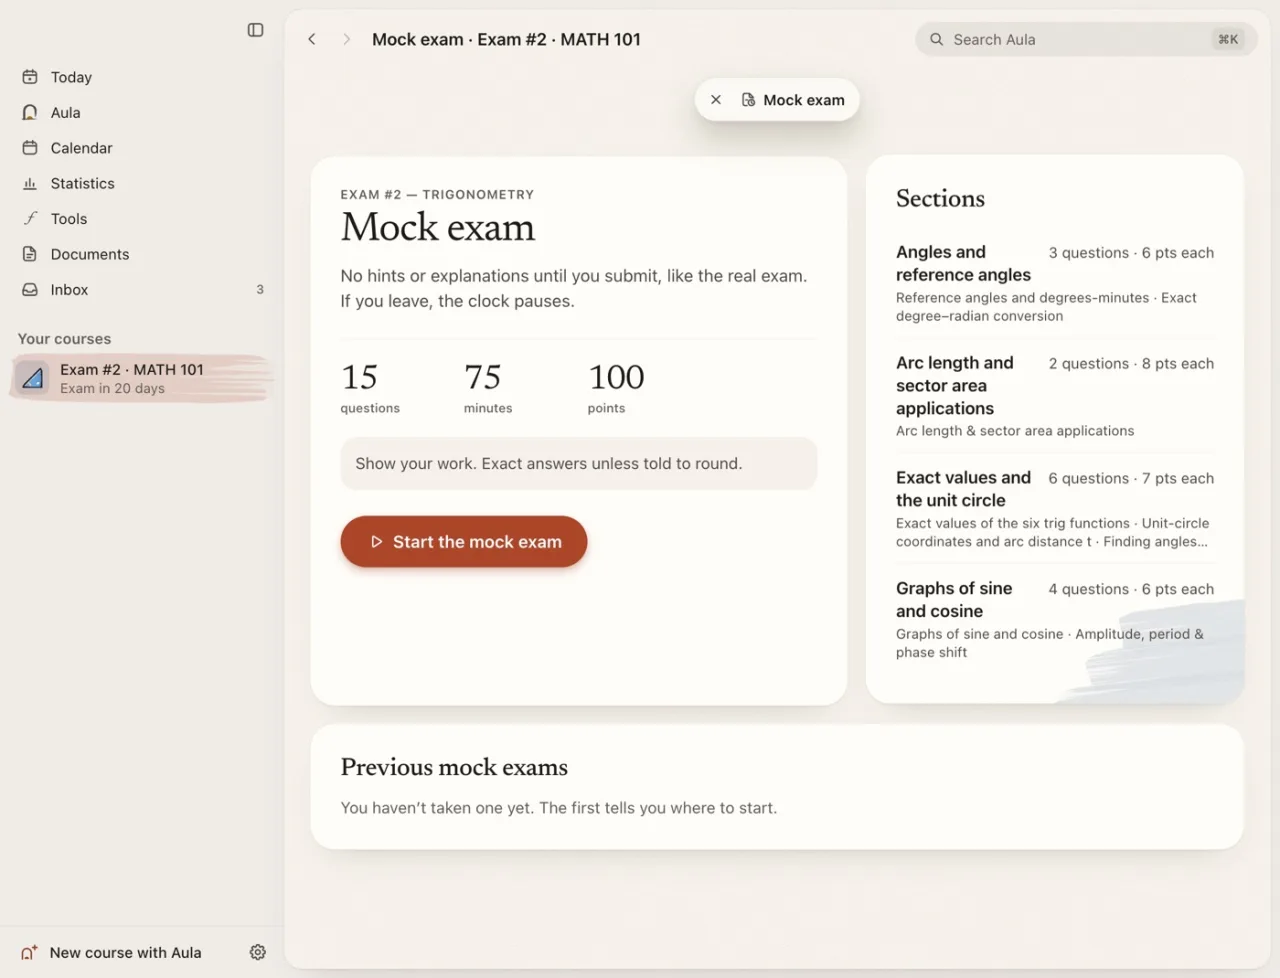 Mock exam · Exam #2 · MATH 101
Search Aula
⌘K
Today
Aula
Calendar
Statistics
Tools
Documents
Inbox
3
Your courses
Exam #2 · MATH 101
Exam in 20 days
New course with Aula
Mock exam
EXAM #2 — TRIGONOMETRY
Mock exam
No hints or explanations until you submit, like the real exam.
If you leave, the clock pauses.
15
questions
75
minutes
100
points
Show your work. Exact answers unless told to round.
Start the mock exam
Sections
Angles and
reference angles
3 questions · 6 pts each
Reference angles and degrees-minutes · Exact
degree–radian conversion
Arc length and
sector area
applications
2 questions · 8 pts each
Arc length & sector area applications
Exact values and
the unit circle
6 questions · 7 pts each
Exact values of the six trig functions · Unit-circle
coordinates and arc distance t · Finding angles...
Graphs of sine
and cosine
4 questions · 6 pts each
Graphs of sine and cosine · Amplitude, period &
phase shift
Previous mock exams
You haven’t taken one yet. The first tells you where to start.